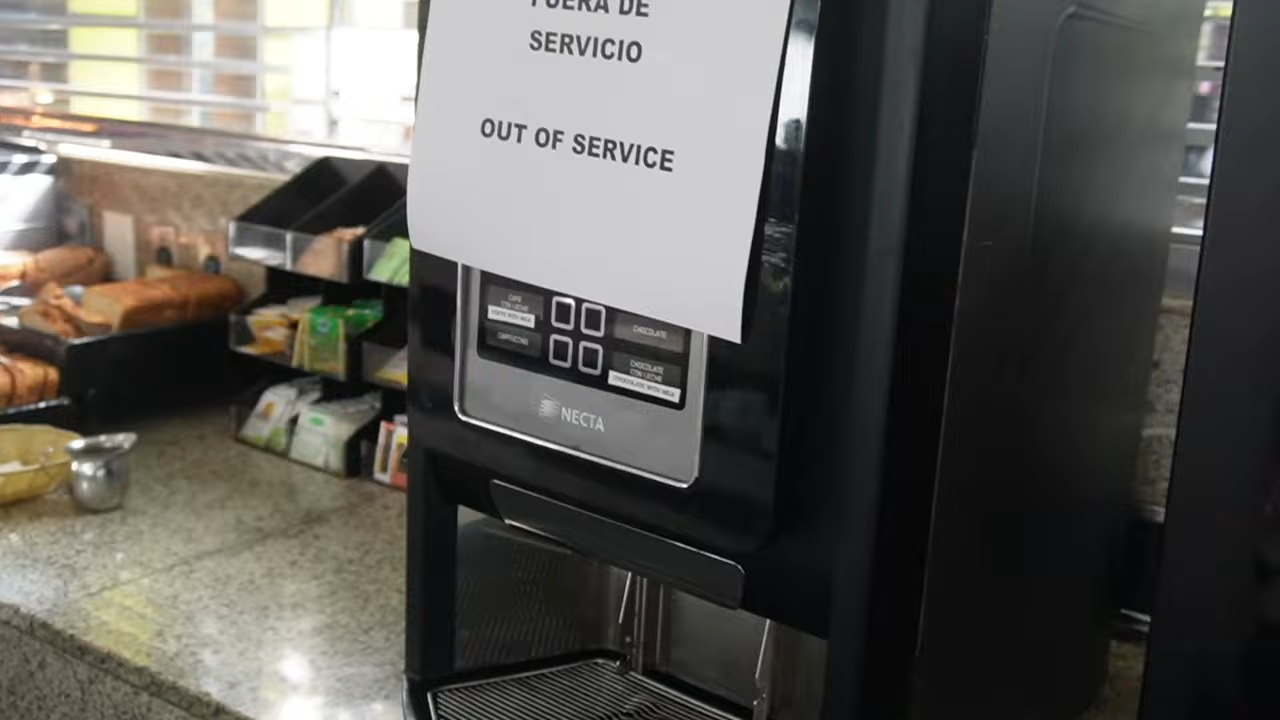 FUERA DE
SERVICIO
OUT OF SERVICE
CAFE
CON LECHE
COFFEE WITH MILK
CAPPUCCINO
CHOCOLATE
CHOCOLATE
CON LECHE
CHOCOLATE WITH MILK
NECTA